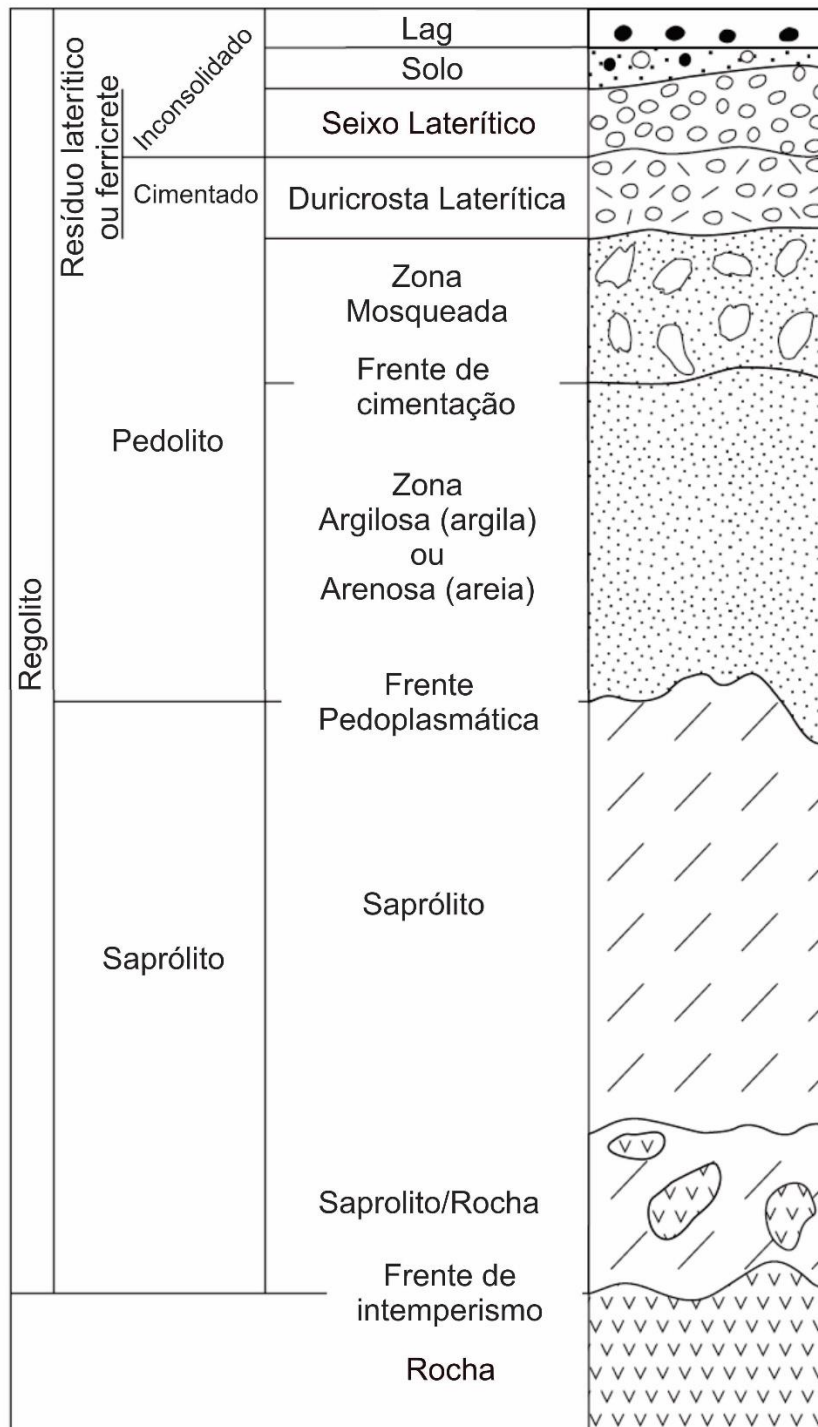 Regolito
Resíduo laterítico
ou ferricrete
Inconsolidado
Cimentado
Pedolito
Saprólito
Lag
Solo
Seixo Laterítico
Duricrosta Laterítica
Zona
Mosqueada
Frente de
cimentação
Zona
Argilosa (argila)
ou
Arenosa (areia)
Frente
Pedoplasmática
Saprólito
Saprolito/Rocha
Frente de
intemperismo
Rocha